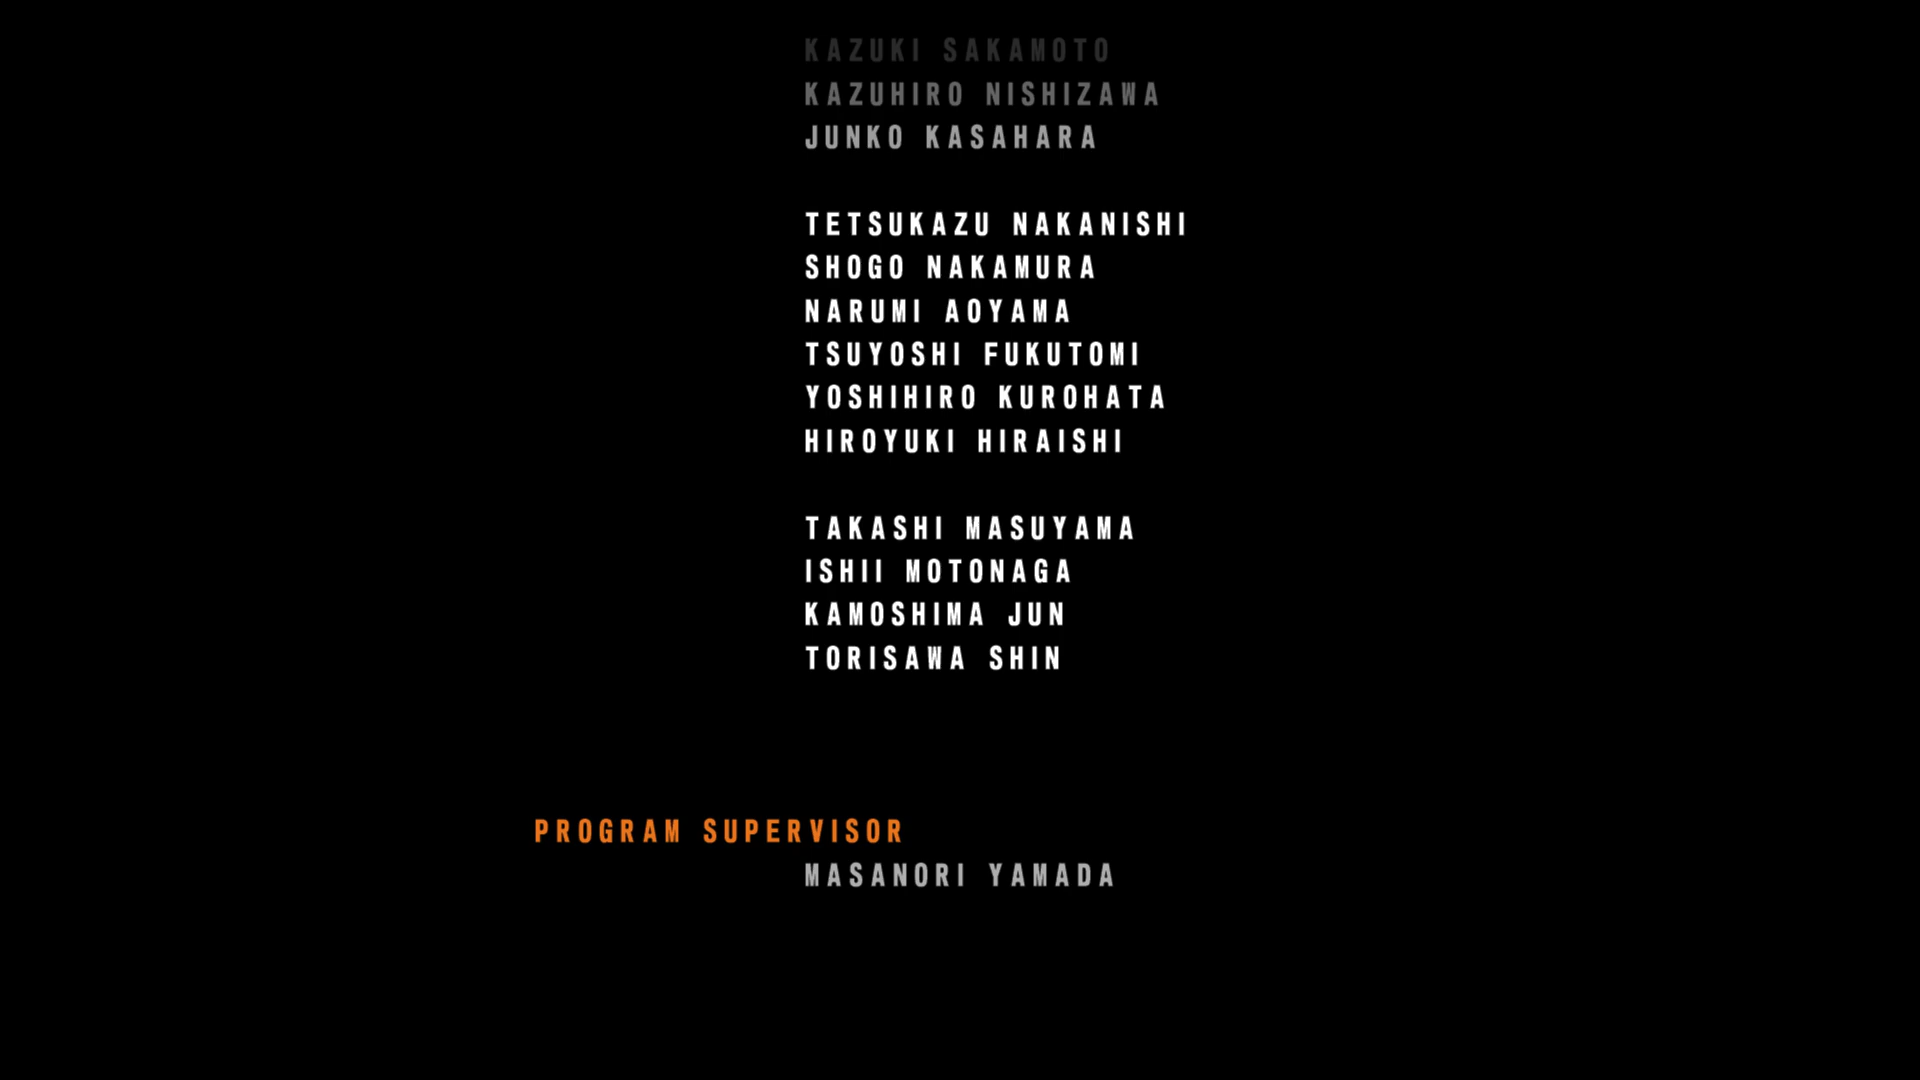 KAZUKI SAKAMOTO
KAZUHIRO NISHIZAWA
JUNKO KASAHARA
TETSUKAZU NAKANISHI
SHOGO NAKAMURA
NARUMI AOYAMA
TSUYOSHI FUKUTOMI
YOSHIHIRO KUROHATA
HIROYUKI HIRAISHI
TAKASHI MASUYAMA
ISHII MOTONAGA
KAMOSHIMA JUN
TORISAWA SHIN
PROGRAM SUPERVISOR
MASANORI YAMADA